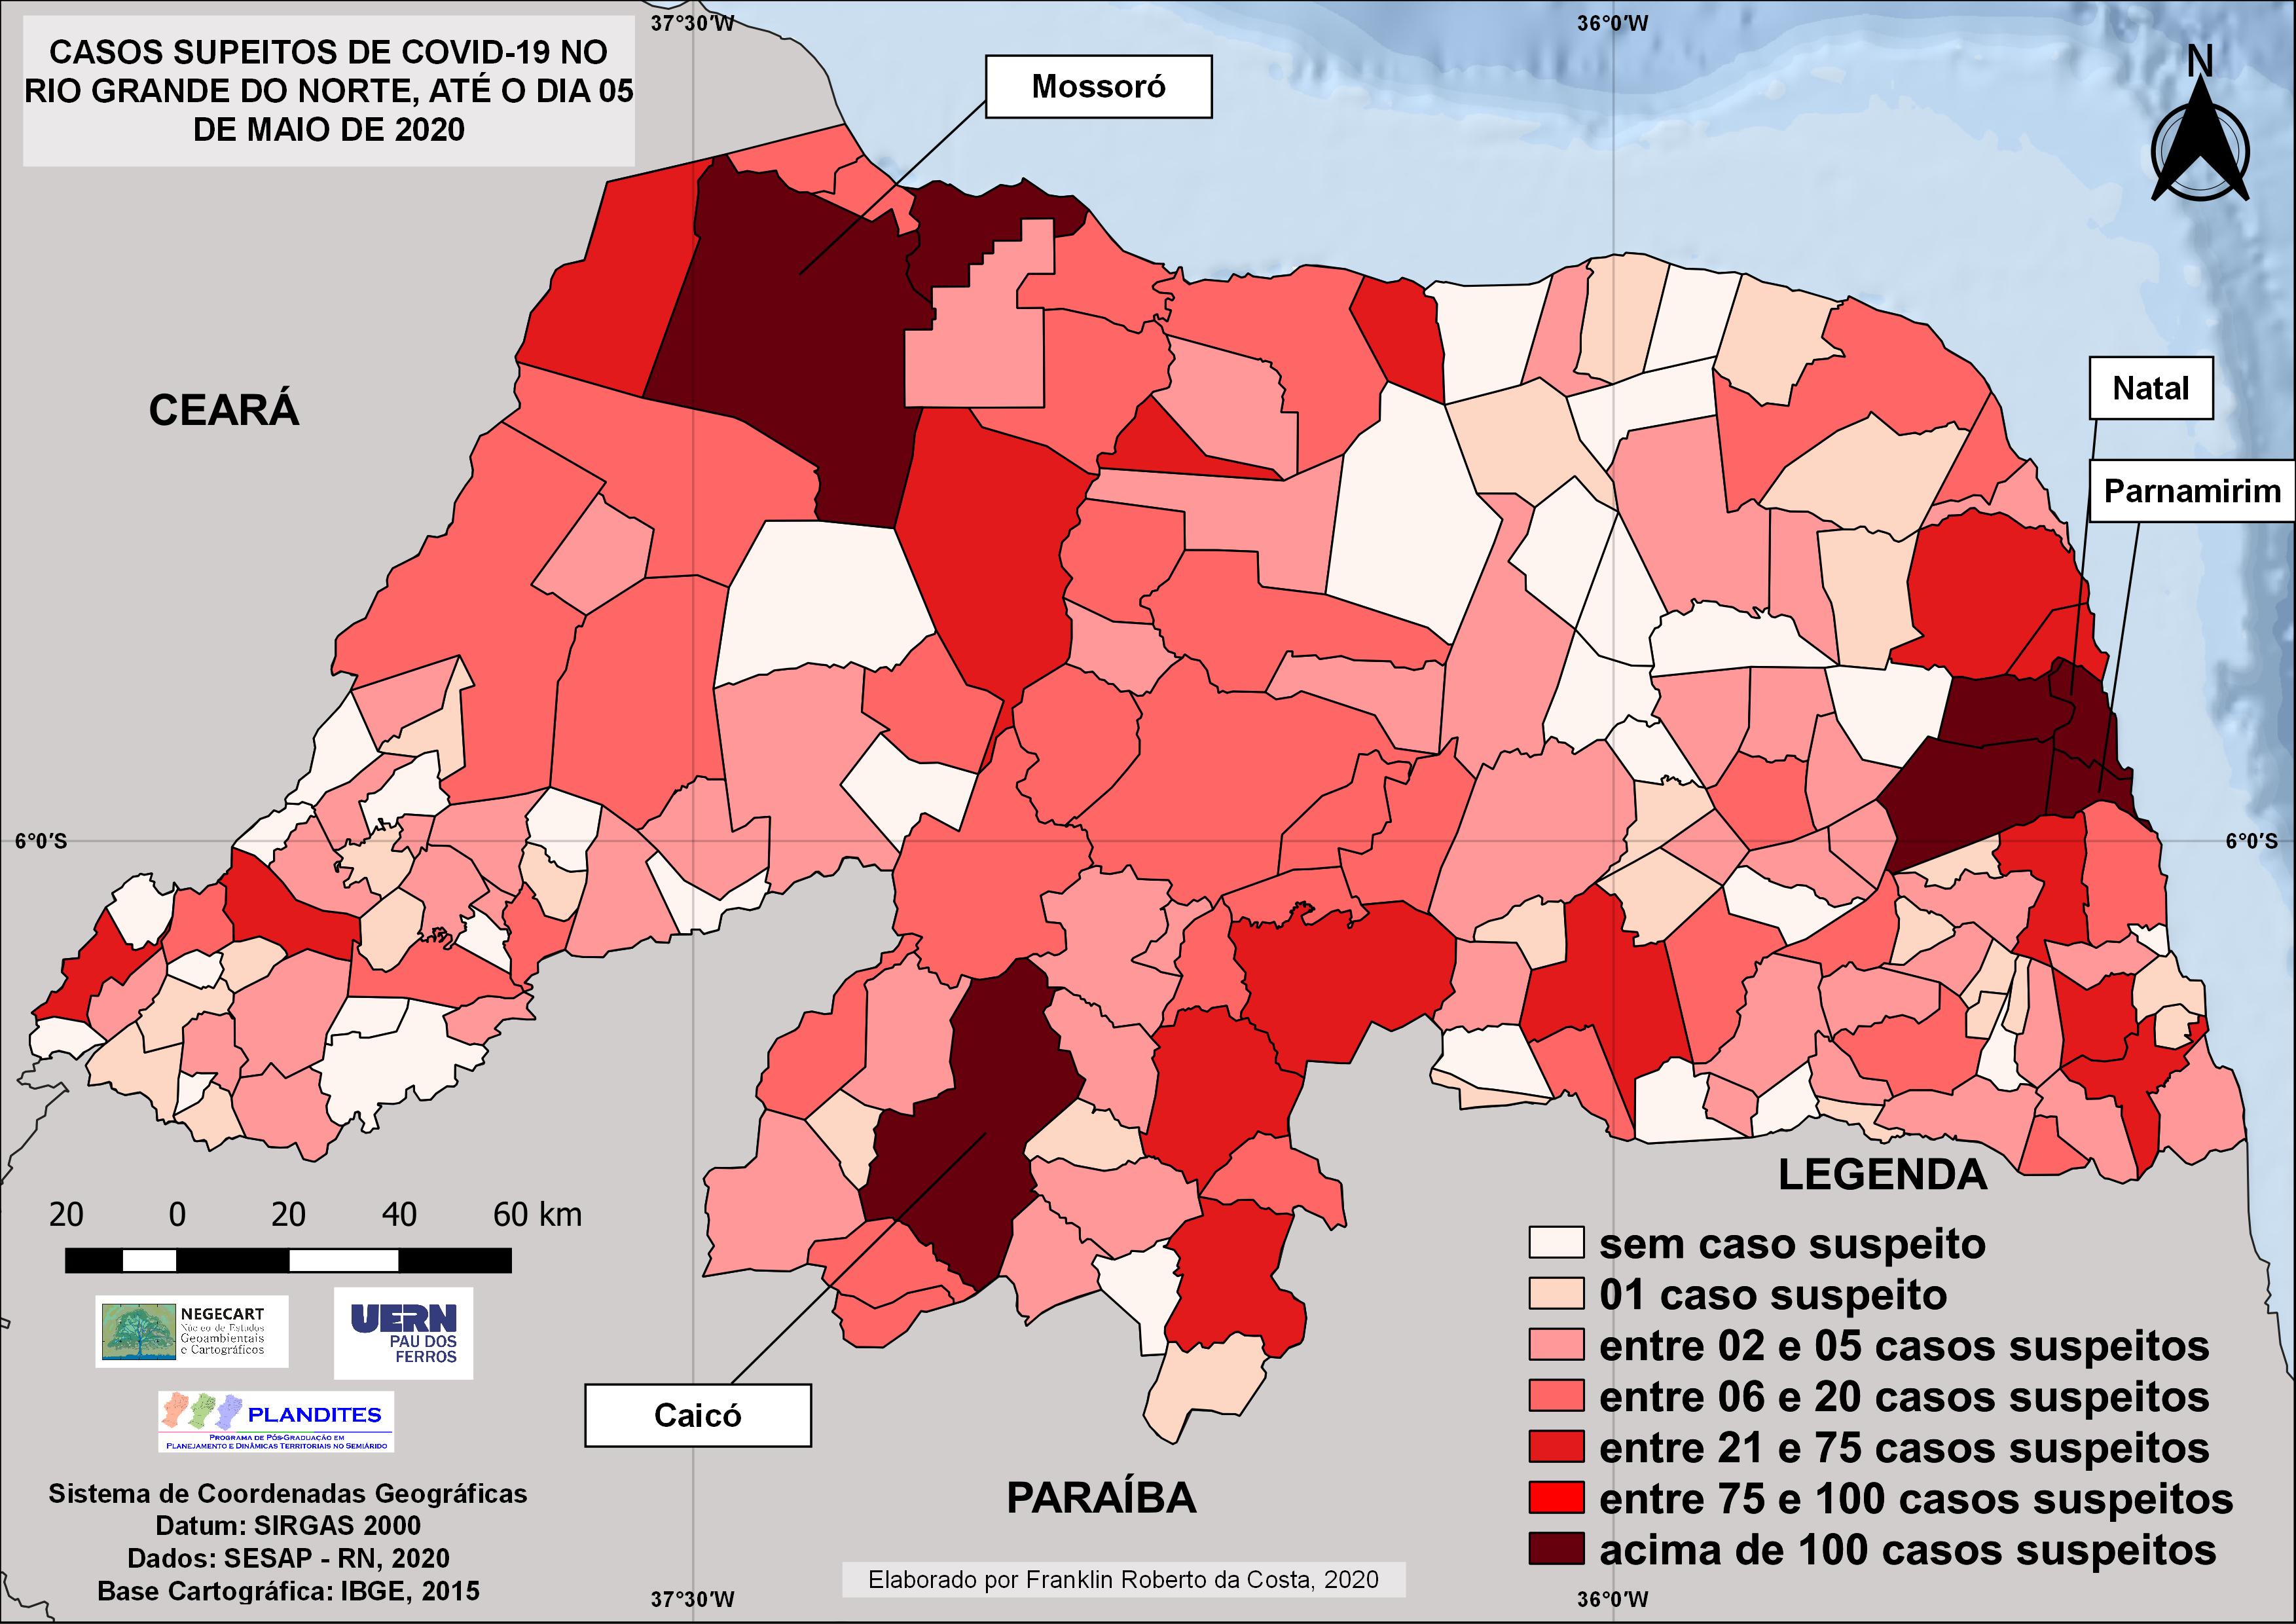 CASOS SUPEITOS DE COVID-19 NO
RIO GRANDE DO NORTE, ATÉ O DIA 05
DE MAIO DE 2020
37°30′W
36°0′W
N
Mossoró
Natal
Parnamirim
CEARÁ
6°0′S
6°0′S
LEGENDA
sem caso suspeito
01 caso suspeito
entre 02 e 05 casos suspeitos
entre 06 e 20 casos suspeitos
entre 21 e 75 casos suspeitos
entre 75 e 100 casos suspeitos
acima de 100 casos suspeitos
20 0 20 40 60 km
NEGECART
Núcleo de Estudos
Geoambientais
e Cartográficos
UERN
PAU DOS
FERROS
PLANDITES
PROGRAMA DE PÓS-GRADUAÇÃO EM
PLANEJAMENTO E DINÂMICAS TERRITORIAIS NO SEMIÁRIDO
Caicó
PARAÍBA
Sistema de Coordenadas Geográficas
Datum: SIRGAS 2000
Dados: SESAP - RN, 2020
Base Cartográfica: IBGE, 2015
Elaborado por Franklin Roberto da Costa, 2020
37°30′W
36°0′W